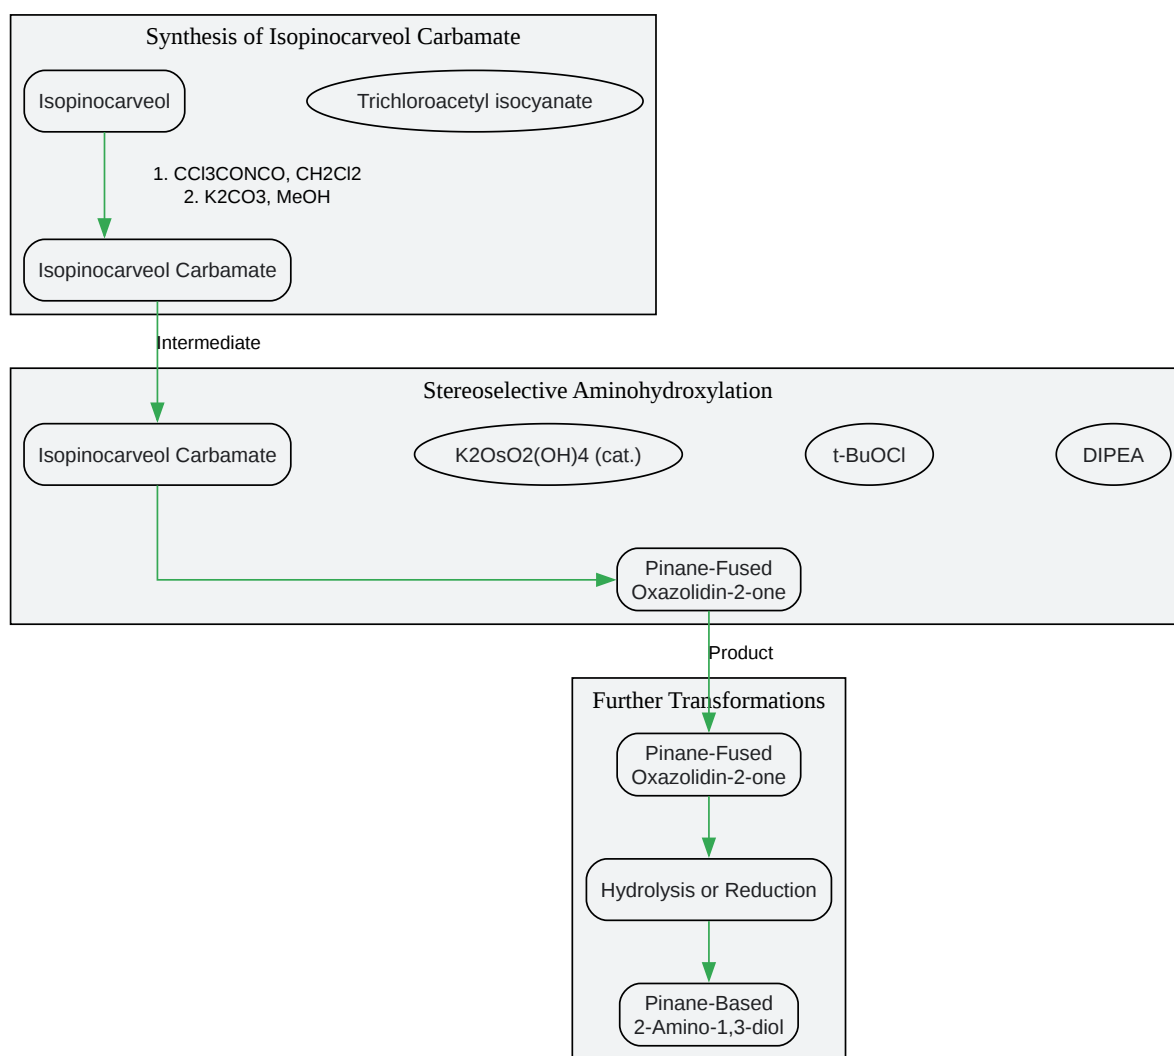 Synthesis of Isopinocarveol Carbamate
Isopinocarveol
Trichloroacetyl isocyanate
1. CCl3CONCO, CH2Cl2
2. K2CO3, MeOH
Isopinocarveol Carbamate
Intermediate
Stereoselective Aminohydroxylation
Isopinocarveol Carbamate
K2OsO2(OH)4 (cat.)
t-BuOCl
DIPEA
Pinane-Fused
Oxazolidin-2-one
Product
Further Transformations
Pinane-Fused
Oxazolidin-2-one
Hydrolysis or Reduction
Pinane-Based
2-Amino-1,3-diol